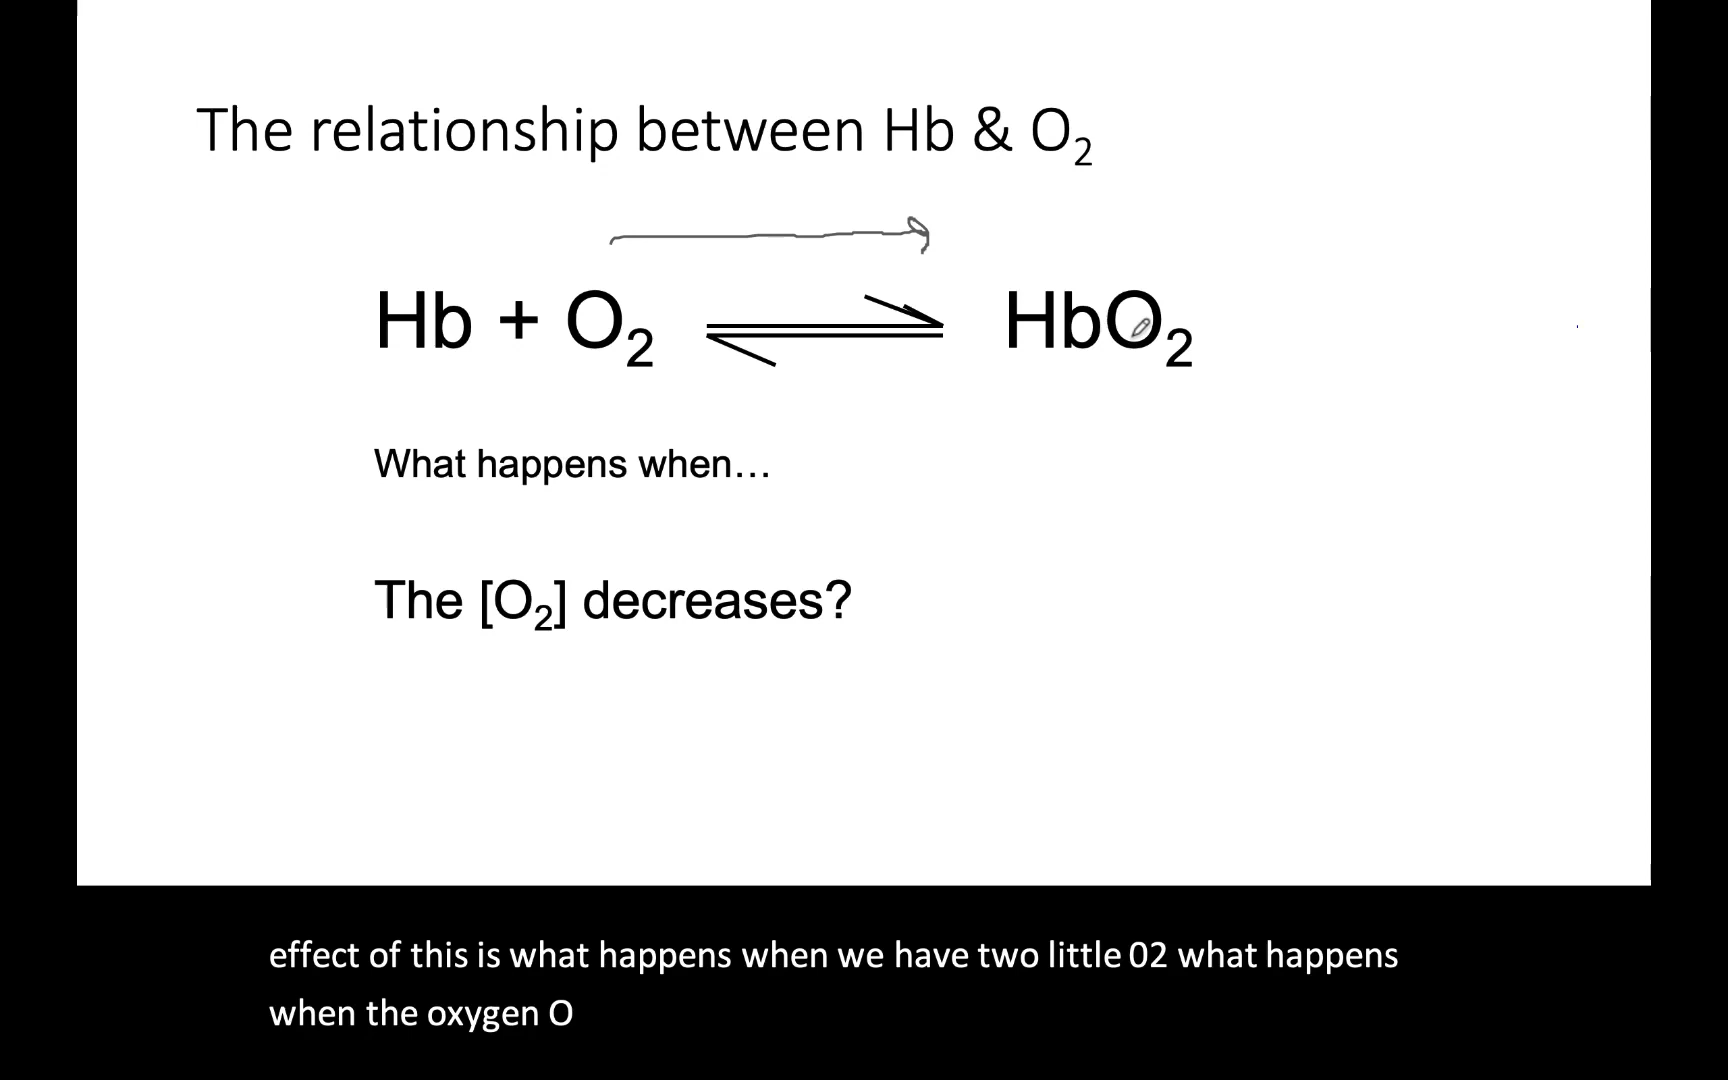 The relationship between Hb & O₂
Hb + O₂ ⇌ HbO₂
What happens when…
The [O₂] decreases?
effect of this is what happens when we have two little 02 what happens
when the oxygen O